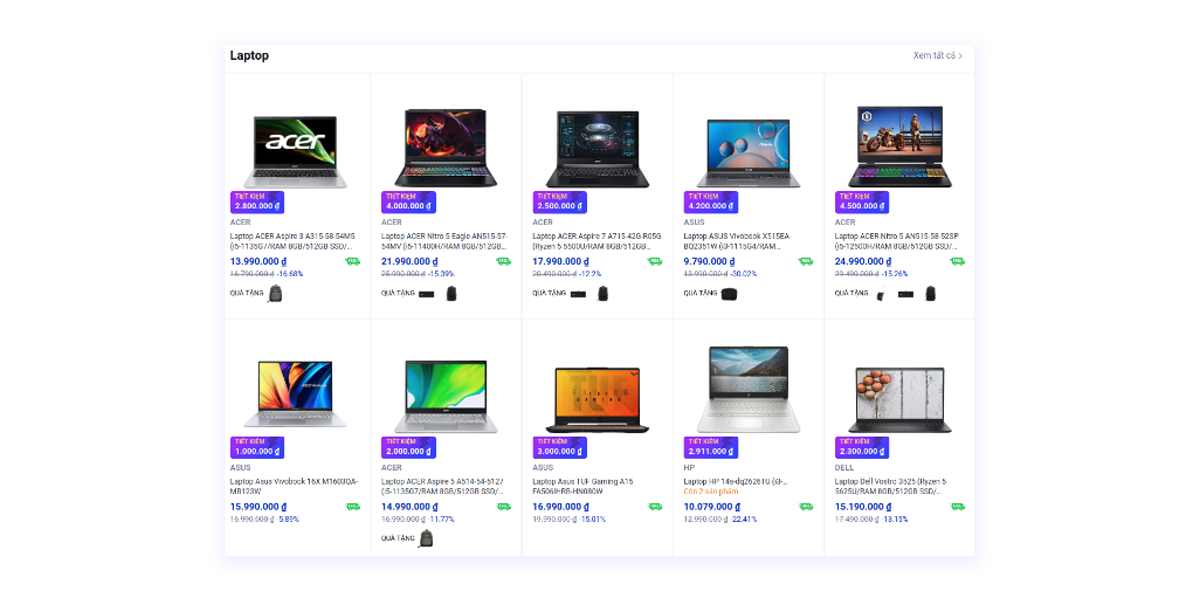 Laptop
Xem tất cả
acer
TIẾT KIỆM
2.800.000 ₫
ACER
Laptop ACER Aspire 3 A315-58-54M5
(i5-1135G7/RAM 8GB/512GB SSD/...
13.990.000 ₫
16.790.000 ₫ -16.68%
QUÀ TẶNG
TIẾT KIỆM
4.000.000 ₫
ACER
Laptop ACER Nitro 5 Eagle AN515-57-
54MV (i5-11400H/RAM 8GB/512GB...
21.990.000 ₫
25.990.000 ₫ -15.39%
QUÀ TẶNG
TIẾT KIỆM
2.500.000 ₫
ACER
Laptop ACER Aspire 7 A715-42G-R05G
(Ryzen 5 5500U/RAM 8GB/512GB...
17.990.000 ₫
20.490.000 ₫ -12.2%
QUÀ TẶNG
TIẾT KIỆM
4.200.000 ₫
ASUS
Laptop ASUS Vivobook X515EA-
BQ2351W (i3-1115G4/RAM...
9.790.000 ₫
13.990.000 ₫ -30.02%
QUÀ TẶNG
TIẾT KIỆM
4.500.000 ₫
ACER
Laptop ACER Nitro 5 AN515-58-52SP
(i5-12500H/RAM 8GB/512GB SSD/...
24.990.000 ₫
29.490.000 ₫ -15.26%
QUÀ TẶNG
TIẾT KIỆM
1.000.000 ₫
ASUS
Laptop Asus Vivobook 16X M1603QA-
MB123W
15.990.000 ₫
16.990.000 ₫ -5.89%
TIẾT KIỆM
2.000.000 ₫
ACER
Laptop ACER Aspire 5 A514-54-5127
(i5-1135G7/RAM 8GB/512GB SSD/...
14.990.000 ₫
16.990.000 ₫ -11.77%
QUÀ TẶNG
TUF
GAMING
TIẾT KIỆM
3.000.000 ₫
ASUS
Laptop Asus TUF Gaming A15
FA506IHRB-HN080W
16.990.000 ₫
19.990.000 ₫ -15.01%
TIẾT KIỆM
2.911.000 ₫
HP
Laptop HP 14s-dq2626TU (i3-...
Còn 2 sản phẩm
10.079.000 ₫
12.990.000 ₫ -22.41%
TIẾT KIỆM
2.300.000 ₫
DELL
Laptop Dell Vostro 3525 (Ryzen 5
5625U/RAM 8GB/512GB SSD/...
15.190.000 ₫
17.490.000 ₫ -13.15%